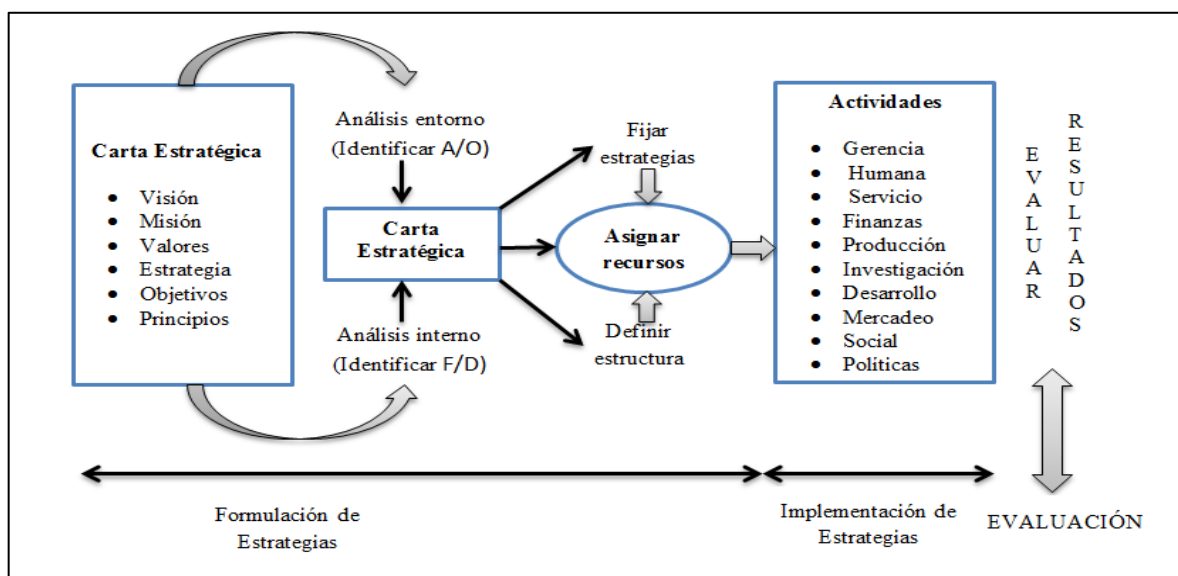 Carta Estratégica
• Visión
• Misión
• Valores
• Estrategia
• Objetivos
• Principios
Análisis entorno
(Identificar A/O)
Carta
Estratégica
Análisis interno
(Identificar F/D)
Fijar
estrategias
Asignar
recursos
Definir
estructura
Actividades
• Gerencia
• Humana
• Servicio
• Finanzas
• Producción
• Investigación
• Desarrollo
• Mercadeo
• Social
• Políticas
EVALUAR
RESULTADOS
Formulación de
Estrategias
Implementación de
Estrategias
EVALUACIÓN